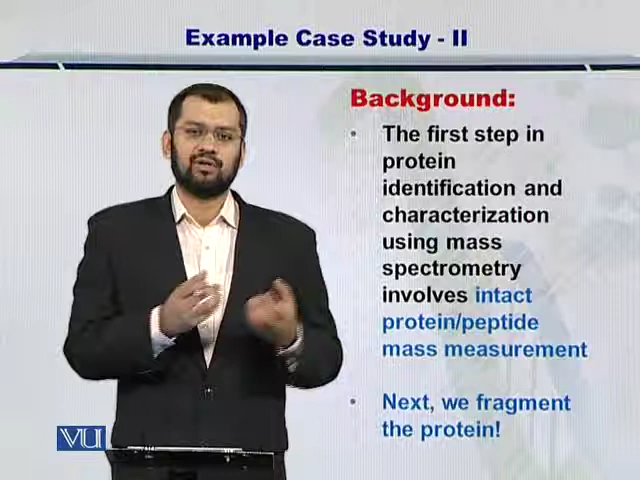 Example Case Study - II
Background:
• The first step in
protein
identification and
characterization
using mass
spectrometry
involves intact
protein/peptide
mass measurement
• Next, we fragment
the protein!
VU